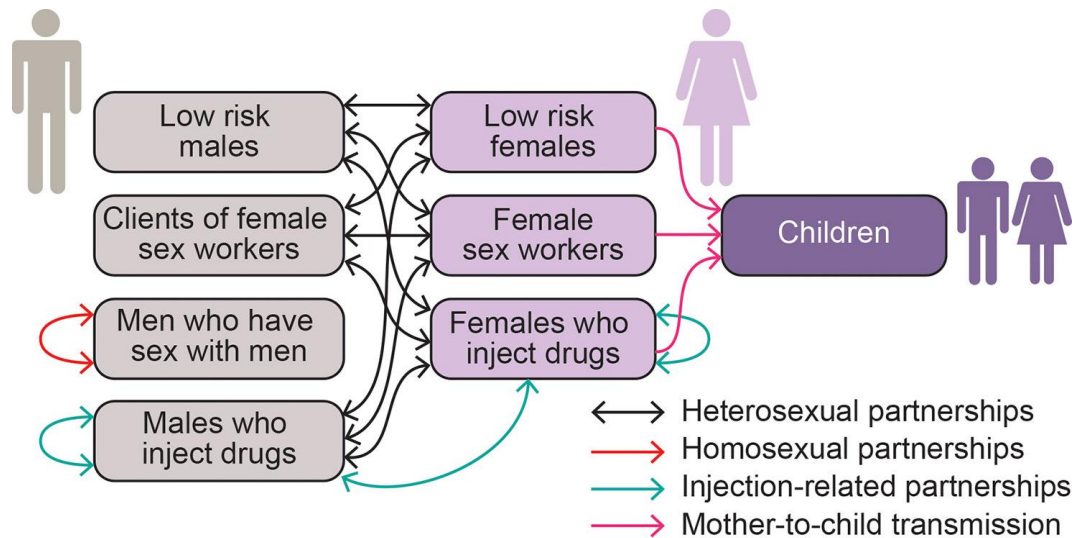 Low risk
males
Clients of female
sex workers
Men who have
sex with men
Males who
inject drugs
Low risk
females
Female
sex workers
Females who
inject drugs
Children
Heterosexual partnerships
Homosexual partnerships
Injection-related partnerships
Mother-to-child transmission